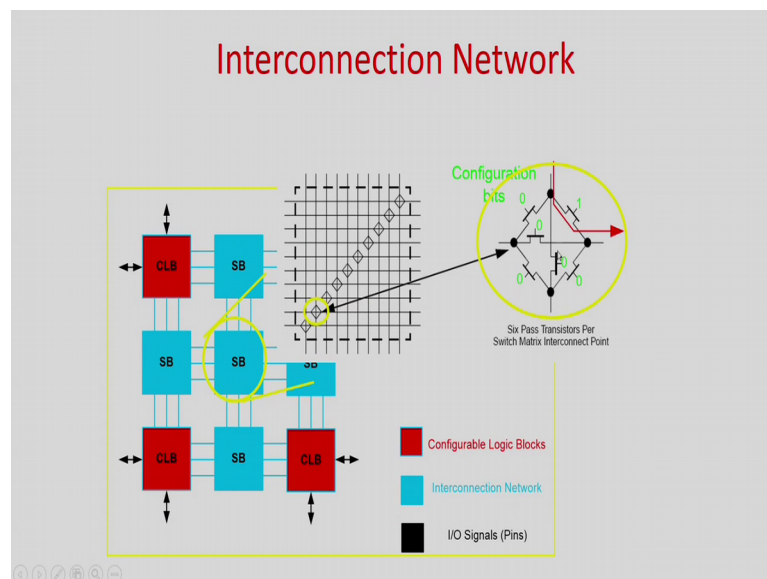 Interconnection Network
Configuration
bits
0
1
0
0
0
0
Six Pass Transistors Per
Switch Matrix Interconnect Point
CLB
SB
SB
SB
SB
CLB
SB
CLB
Configurable Logic Blocks
Interconnection Network
I/O Signals (Pins)